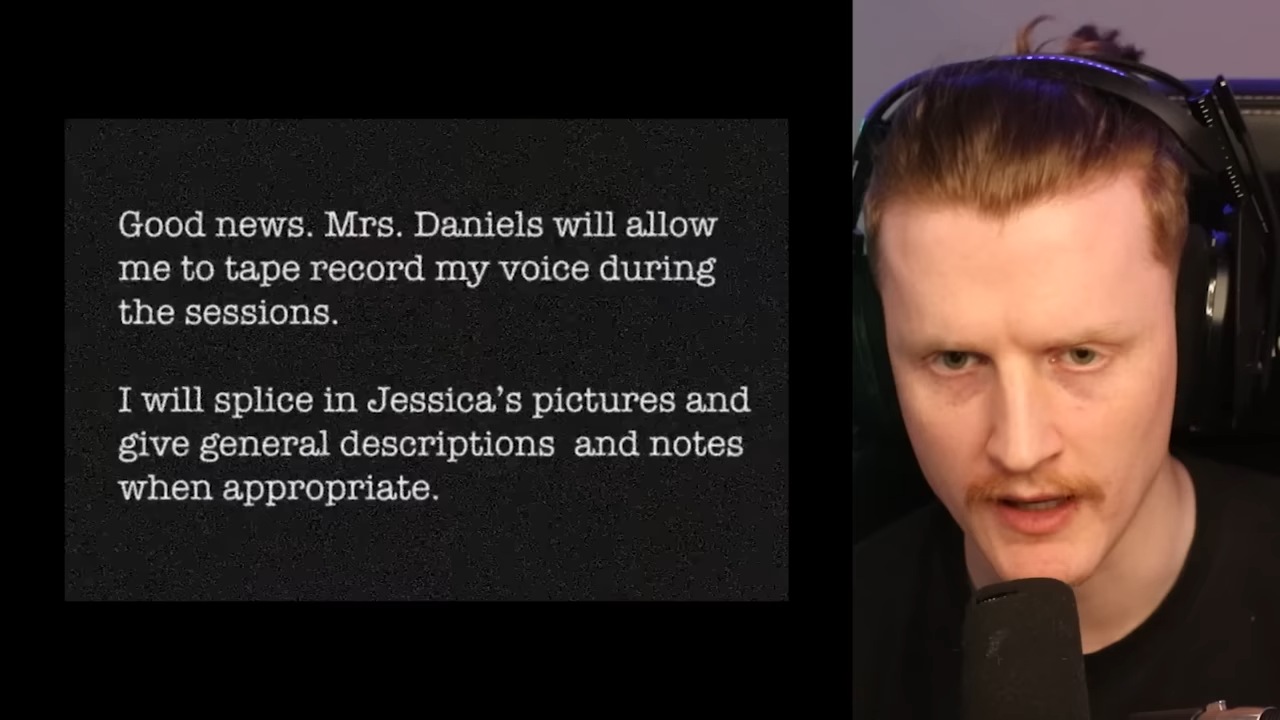 Good news. Mrs. Daniels will allow
me to tape record my voice during
the sessions.
I will splice in Jessica's pictures and
give general descriptions  and notes
when appropriate.